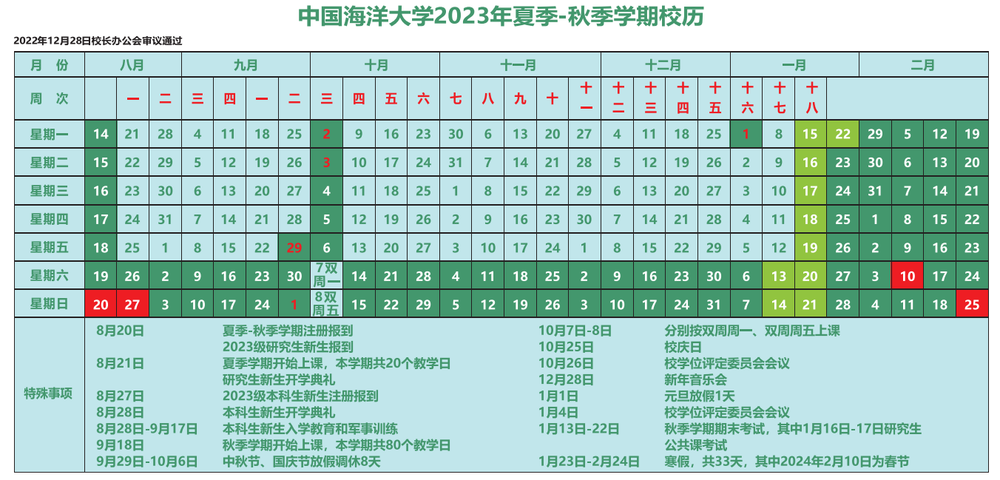 中国海洋大学2023年夏季-秋季学期校历
2022年12月28日校长办公会审议通过
月 份 八月 九月 十月 十一月 十二月 一月 二月
周 次 一 二 三 四 一 二 三 四 五 六 七 八 九 十 十一 十二 十三 十四 十五 十六 十七 十八
星期一 14 21 28 4 11 18 25 2 9 16 23 30 6 13 20 27 4 11 18 25 1 8 15 22 29 5 12 19
星期二 15 22 29 5 12 19 26 3 10 17 24 31 7 14 21 28 5 12 19 26 2 9 16 23 30 6 13 20
星期三 16 23 30 6 13 20 27 4 11 18 25 1 8 15 22 29 6 13 20 27 3 10 17 24 31 7 14 21
星期四 17 24 31 7 14 21 28 5 12 19 26 2 9 16 23 30 7 14 21 28 4 11 18 25 1 8 15 22
星期五 18 25 1 8 15 22 29 6 13 20 27 3 10 17 24 1 8 15 22 29 5 12 19 26 2 9 16 23
星期六 19 26 2 9 16 23 30 7双周一 14 21 28 4 11 18 25 2 9 16 23 30 6 13 20 27 3 10 17 24
星期日 20 27 3 10 17 24 1 8双周五 15 22 29 5 12 19 26 3 10 17 24 31 7 14 21 28 4 11 18 25
特殊事项
8月20日 夏季-秋季学期注册报到
2023级研究生新生报到
8月21日 夏季学期开始上课，本学期共20个教学日
研究生新生开学典礼
8月27日 2023级本科生新生注册报到
8月28日 本科生新生开学典礼
8月28日-9月17日 本科生新生入学教育和军事训练
9月18日 秋季学期开始上课，本学期共80个教学日
9月29日-10月6日 中秋节、国庆节放假调休8天
10月7日-8日 分别按双周周一、双周周五上课
10月25日 校庆日
10月26日 校学位评定委员会会议
12月28日 新年音乐会
1月1日 元旦放假1天
1月4日 校学位评定委员会会议
1月13日-22日 秋季学期期末考试，其中1月16日-17日研究生
公共课考试
1月23日-2月24日 寒假，共33天，其中2024年2月10日为春节